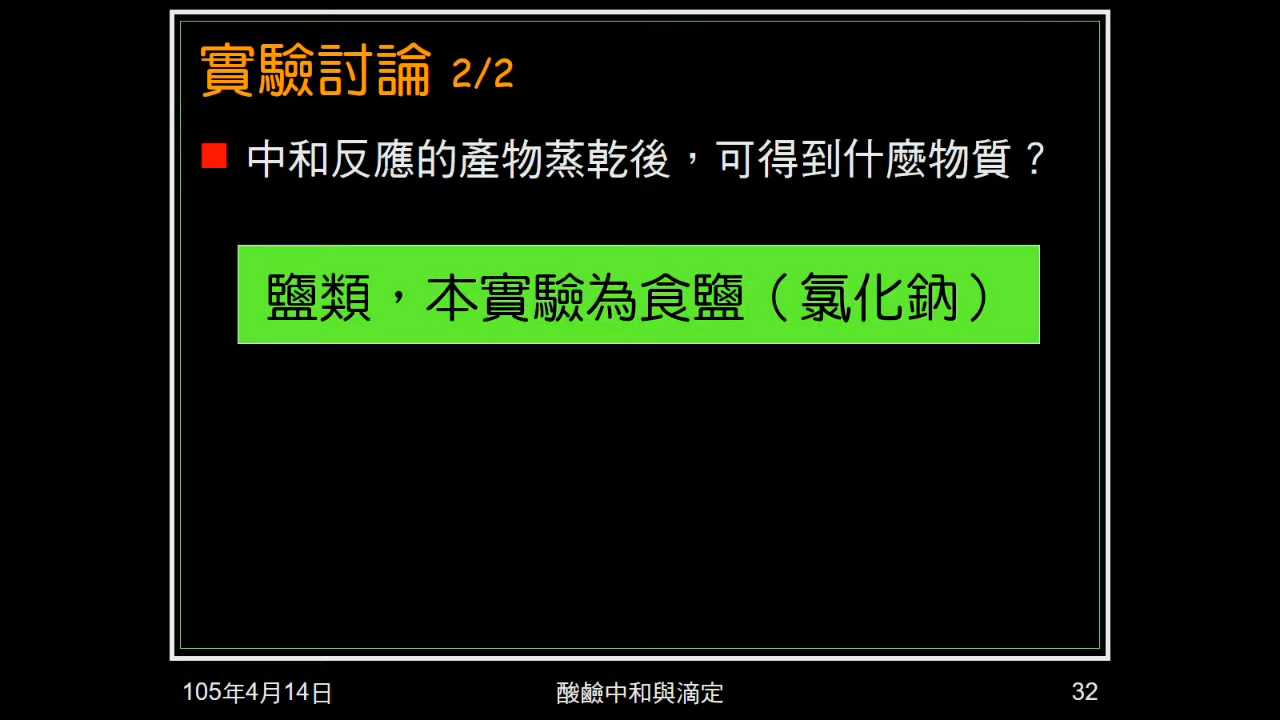 實驗討論 2/2
中和反應的產物蒸乾後，可得到什麼物質？
鹽類，本實驗為食鹽（氯化鈉）
105年4月14日
酸鹼中和與滴定
32